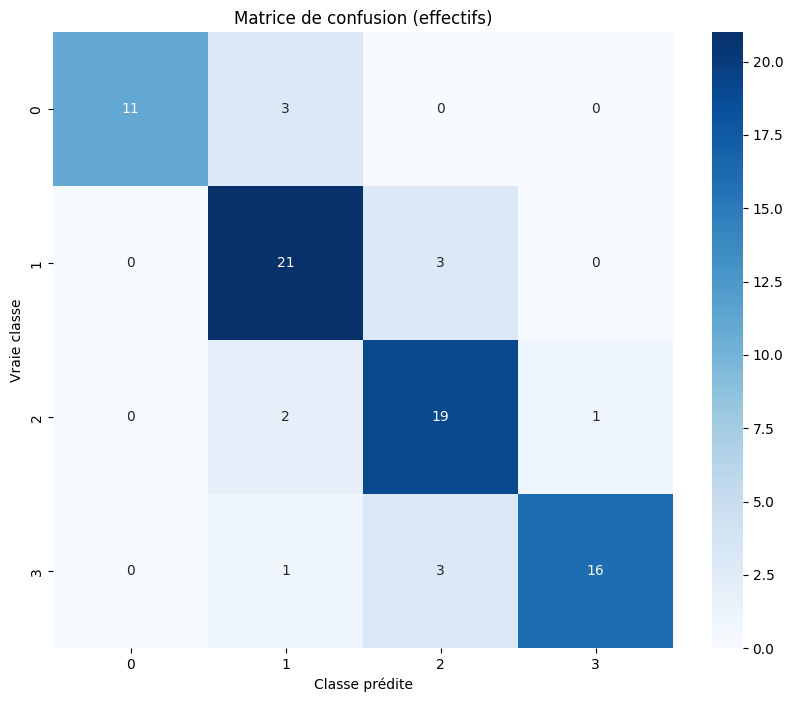 Matrice de confusion (effectifs)
Vraie classe
0 11 3 0 0
1 0 21 3 0
2 0 2 19 1
3 0 1 3 16
0 1 2 3
Classe prédite
20.0
17.5
15.0
12.5
10.0
7.5
5.0
2.5
0.0